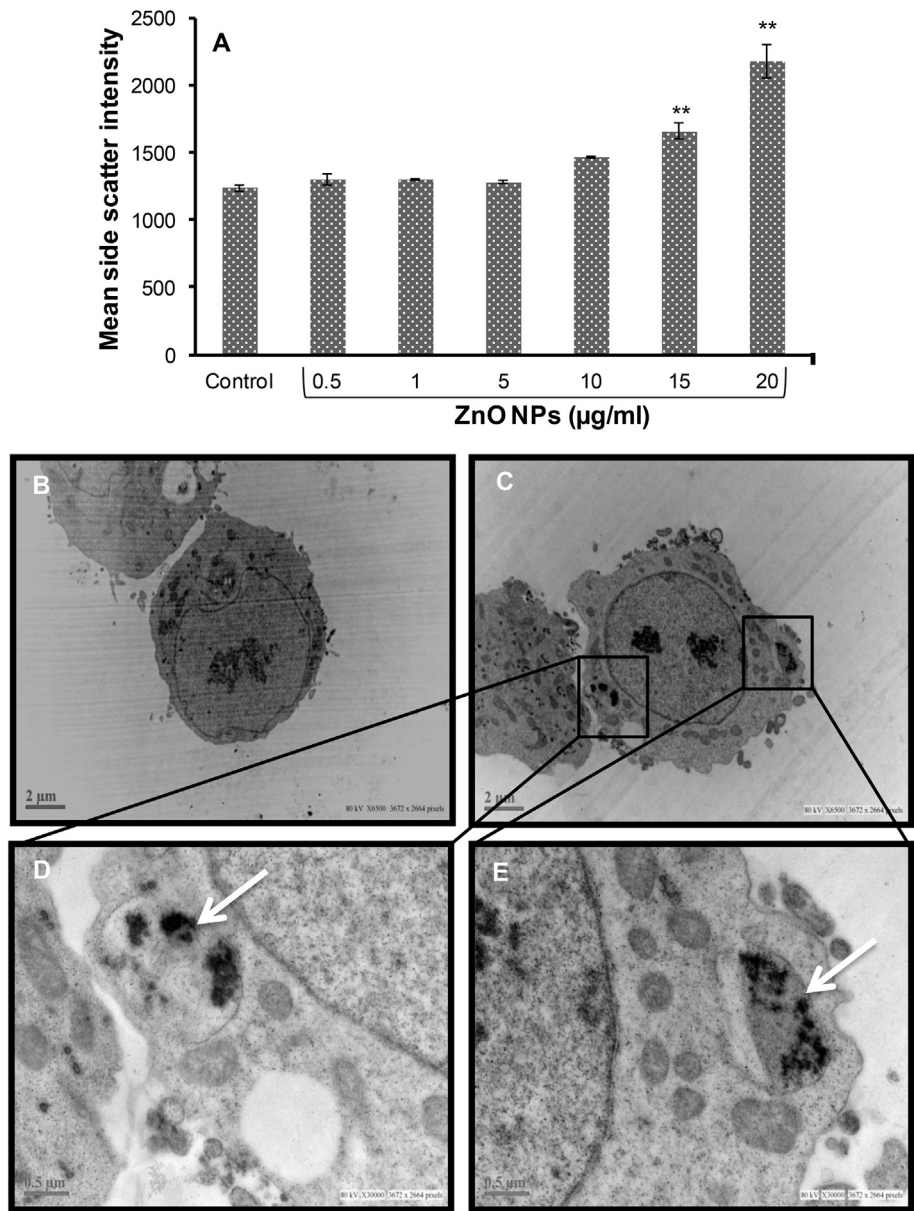 2500
A
**
2000
**
1500
1000
500
0
Mean side scatter intensity
Control 0.5 1 5 10 15 20
ZnO NPs (µg/ml)
B
2 µm
80 kV X6500 3672 x 2664 pixels
C
2 µm
80 kV X6500 3672 x 2664 pixels
D
0.5 µm
80 kV X30000 3672 x 2664 pixels
E
0.5 µm
80 kV X30000 3672 x 2664 pixels